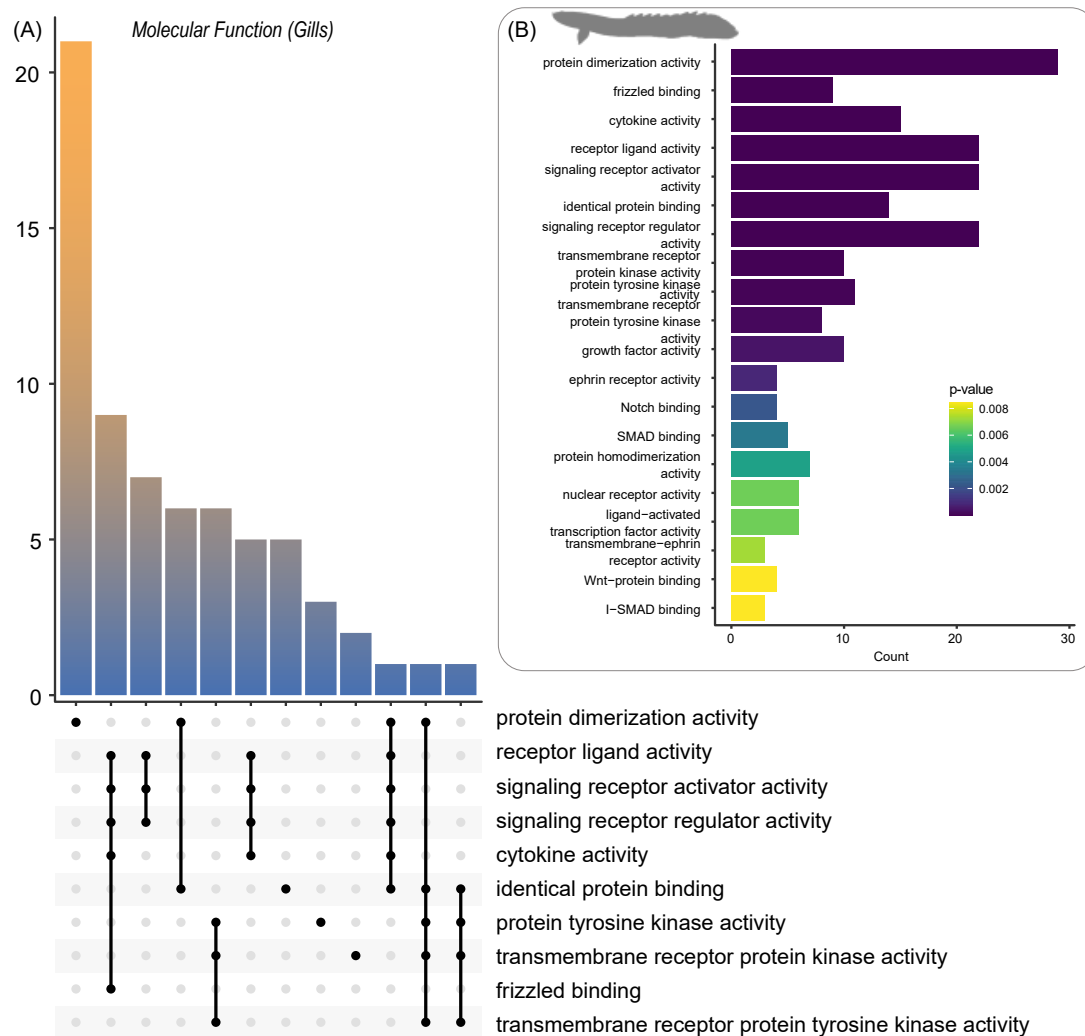 (A)
Molecular Function (Gills)
20
15
10
5
0
protein dimerization activity
receptor ligand activity
signaling receptor activator activity
signaling receptor regulator activity
cytokine activity
identical protein binding
protein tyrosine kinase activity
transmembrane receptor protein kinase activity
frizzled binding
transmembrane receptor protein tyrosine kinase activity
(B)
protein dimerization activity
frizzled binding
cytokine activity
receptor ligand activity
signaling receptor activator
activity
identical protein binding
signaling receptor regulator
activity
transmembrane receptor
protein kinase activity
protein tyrosine kinase
activity
transmembrane receptor
protein tyrosine kinase
activity
growth factor activity
ephrin receptor activity
Notch binding
SMAD binding
protein homodimerization
activity
nuclear receptor activity
ligand−activated
transcription factor activity
transmembrane−ephrin
receptor activity
Wnt−protein binding
I−SMAD binding
0
10
20
30
Count
p-value
0.008
0.006
0.004
0.002